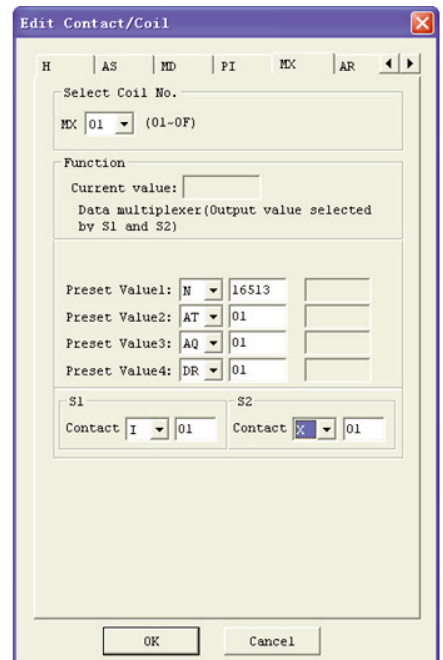 Edit Contact/Coil
H AS MD PI MX AR
Select Coil No.
MX 01 (01~0F)
Function
Current value:
Data multiplexer(Output value selected
by S1 and S2)
Preset Value1: N 16513
Preset Value2: AT 01
Preset Value3: AQ 01
Preset Value4: DR 01
S1 S2
Contact I 01 Contact X 01
OK Cancel